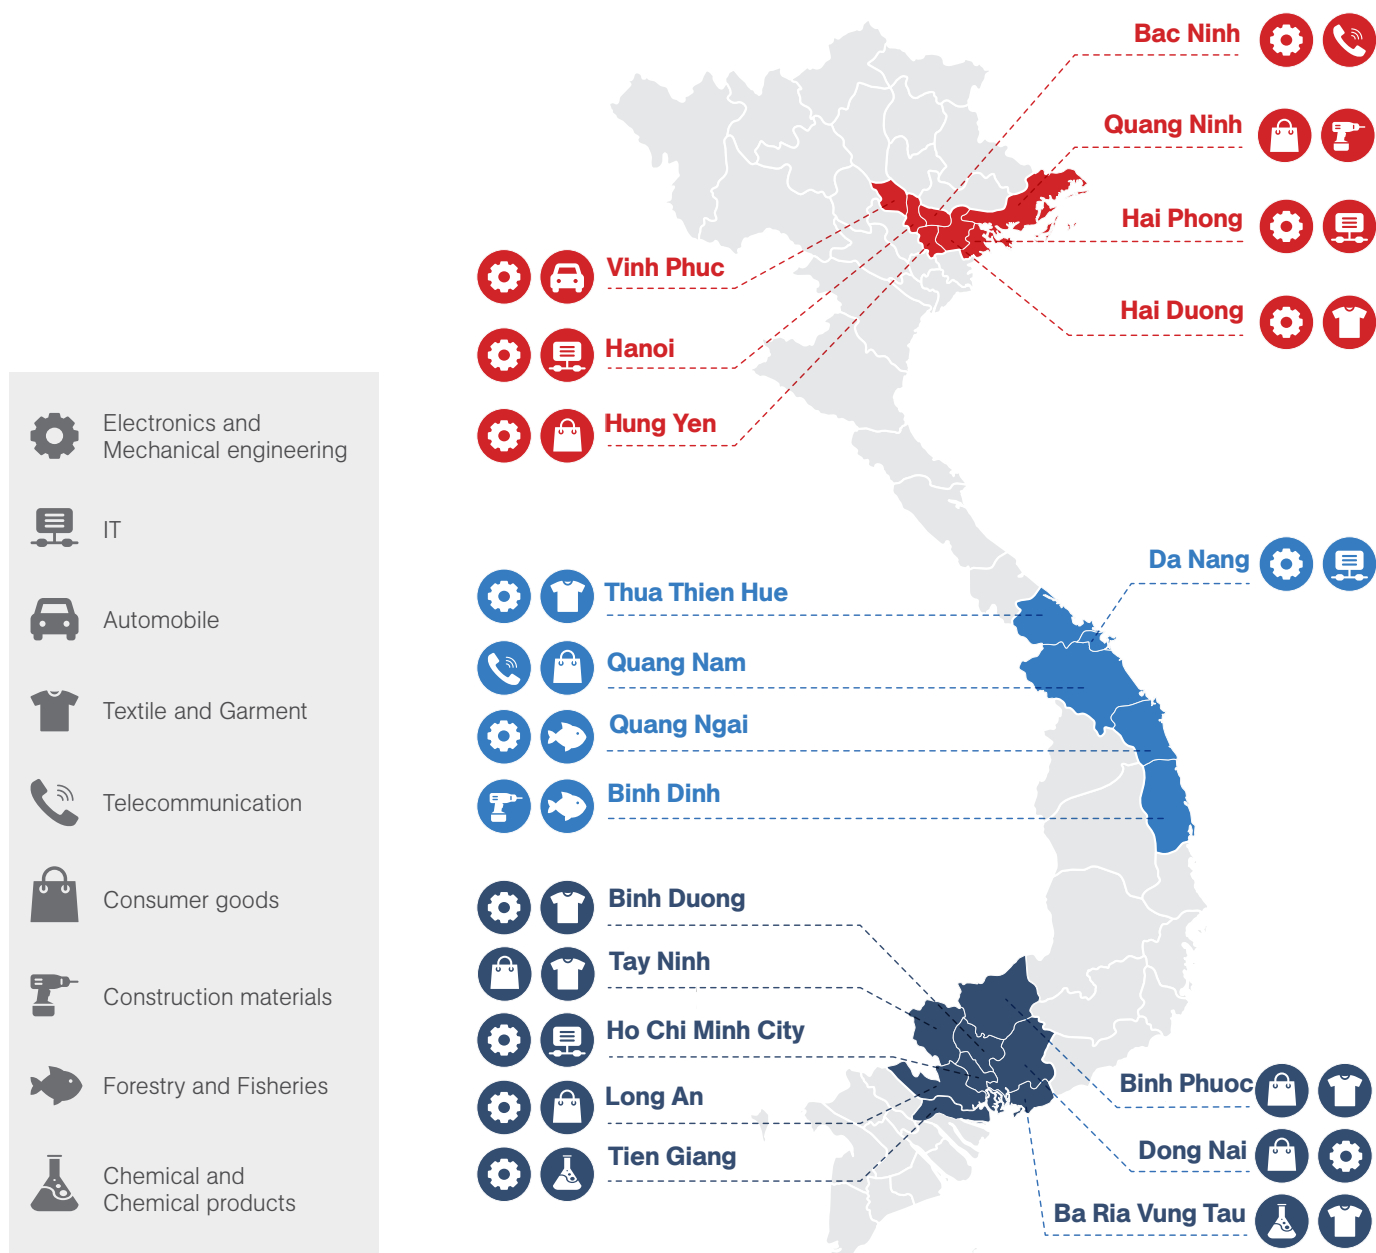 Bac Ninh
Quang Ninh
Hai Phong
Hai Duong
Vinh Phuc
Hanoi
Hung Yen
Electronics and
Mechanical engineering
IT
Automobile
Textile and Garment
Telecommunication
Consumer goods
Construction materials
Forestry and Fisheries
Chemical and
Chemical products
Da Nang
Thua Thien Hue
Quang Nam
Quang Ngai
Binh Dinh
Binh Duong
Tay Ninh
Ho Chi Minh City
Long An
Tien Giang
Binh Phuoc
Dong Nai
Ba Ria Vung Tau